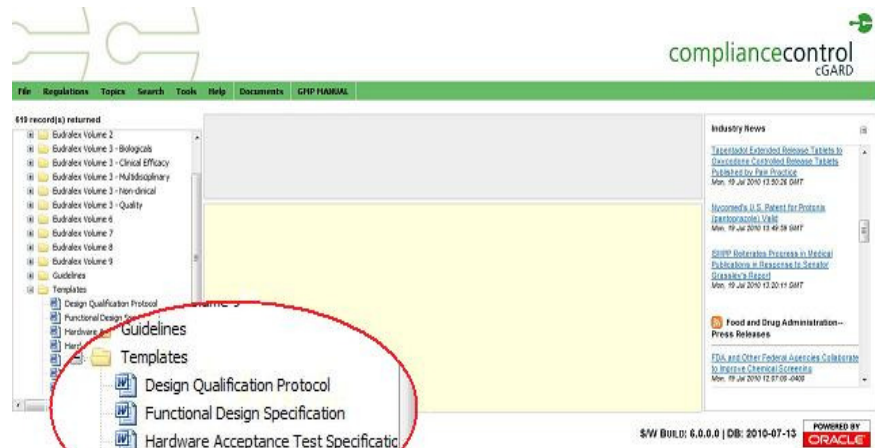 compliancecontrol
cGARD
File Regulations Topics Search Tools Help Documents GMP MANUAL
619 record(s) returned
Eudralex Volume 2
Eudralex Volume 3 - Biologicals
Eudralex Volume 3 - Clinical Efficacy
Eudralex Volume 3 - Multidisciplinary
Eudralex Volume 3 - Non-clinical
Eudralex Volume 3 - Quality
Eudralex Volume 6
Eudralex Volume 7
Eudralex Volume 8
Eudralex Volume 9
Guidelines
Templates
Design Qualification Protocol
Functional Design
Hardware
Guidelines
Templates
Design Qualification Protocol
Functional Design Specification
Hardware Acceptance Test Specificatio
Industry News
Tapentadol Extended Release Tablets to
Oxycodone Controlled Release Tablets
Published by Pain Practice
Mon, 19 Jul 2010 13:50:26 GMT
Nycomed's U.S. Patent for Protonix
(pantoprazole) Valid
Mon, 19 Jul 2010 13:49:59 GMT
ISMPP Reiterates Progress in Medical
Publications in Response to Senator
Grassley's Report
Mon, 19 Jul 2010 13:20:11 GMT
Food and Drug Administration--
Press Releases
FDA and Other Federal Agencies Collaborate
to Improve Chemical Screening
Mon, 19 Jul 2010 12:07:00 -0400
S/W BUILD: 6.0.0.0 | DB: 2010-07-13
POWERED BY
ORACLE